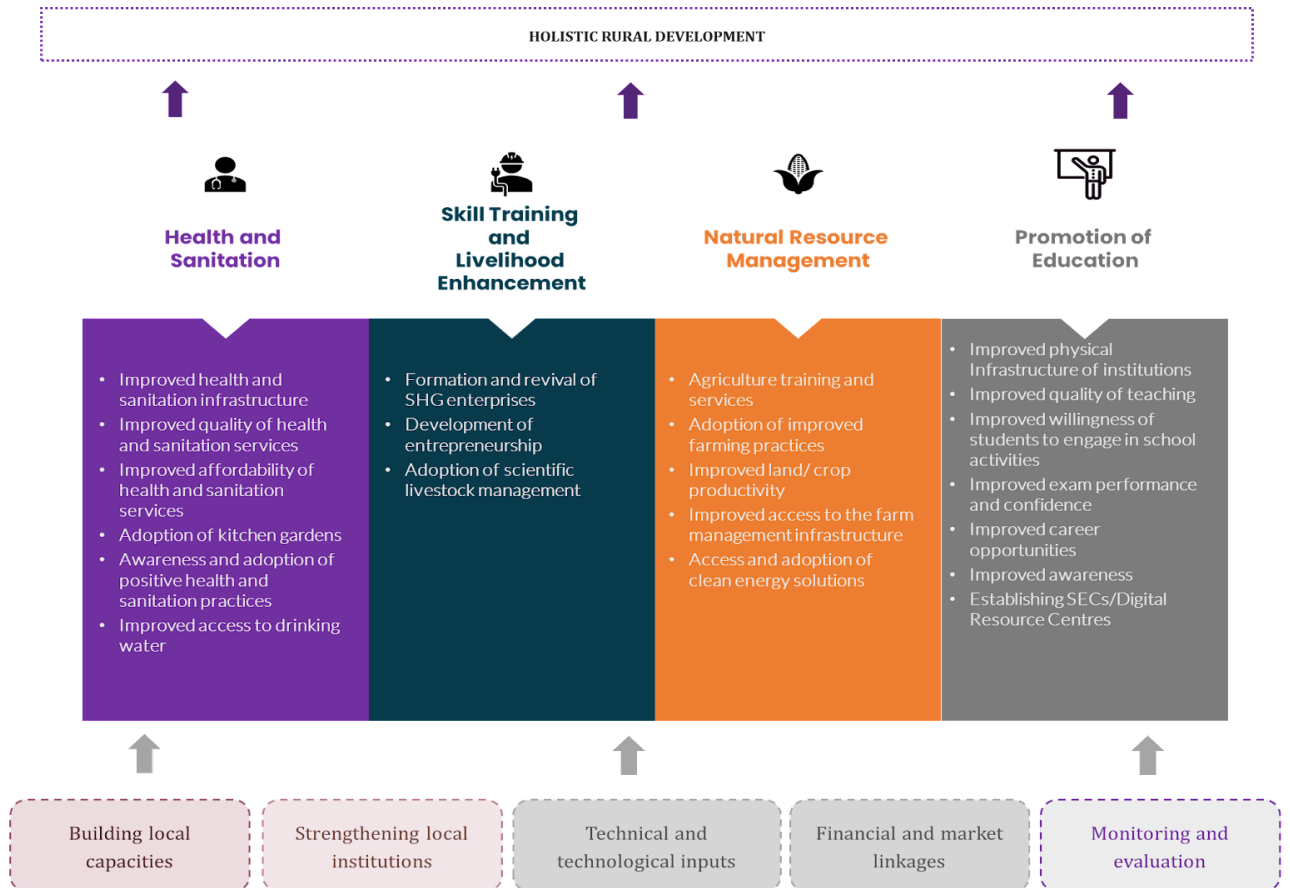 HOLISTIC RURAL DEVELOPMENT
Health and
Sanitation
Skill Training
and
Livelihood
Enhancement
Natural Resource
Management
Promotion of
Education
• Improved health and
sanitation infrastructure
• Improved quality of health
and sanitation services
• Improved affordability of
health and sanitation
services
• Adoption of kitchen gardens
• Awareness and adoption of
positive health and
sanitation practices
• Improved access to drinking
water
• Formation and revival of
SHG enterprises
• Development of
entrepreneurship
• Adoption of scientific
livestock management
• Agriculture training and
services
• Adoption of improved
farming practices
• Improved land/ crop
productivity
• Improved access to the farm
management infrastructure
• Access and adoption of
clean energy solutions
• Improved physical
Infrastructure of institutions
• Improved quality of teaching
• Improved willingness of
students to engage in school
activities
• Improved exam performance
and confidence
• Improved career
opportunities
• Improved awareness
• Establishing SECs/Digital
Resource Centres
Building local
capacities
Strengthening local
institutions
Technical and
technological inputs
Financial and market
linkages
Monitoring and
evaluation